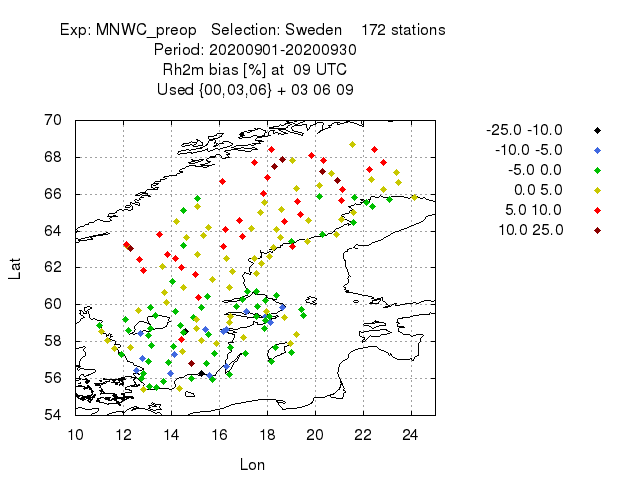 Exp: MNWC_preop   Selection: Sweden    172 stations
Period: 20200901-20200930
Rh2m bias [%] at  09 UTC
Used {00,03,06} + 03 06 09
-25.0 -10.0
-10.0 -5.0
-5.0 0.0
0.0 5.0
5.0 10.0
10.0 25.0
Lat
70
68
66
64
62
60
58
56
54
10 12 14 16 18 20 22 24
Lon